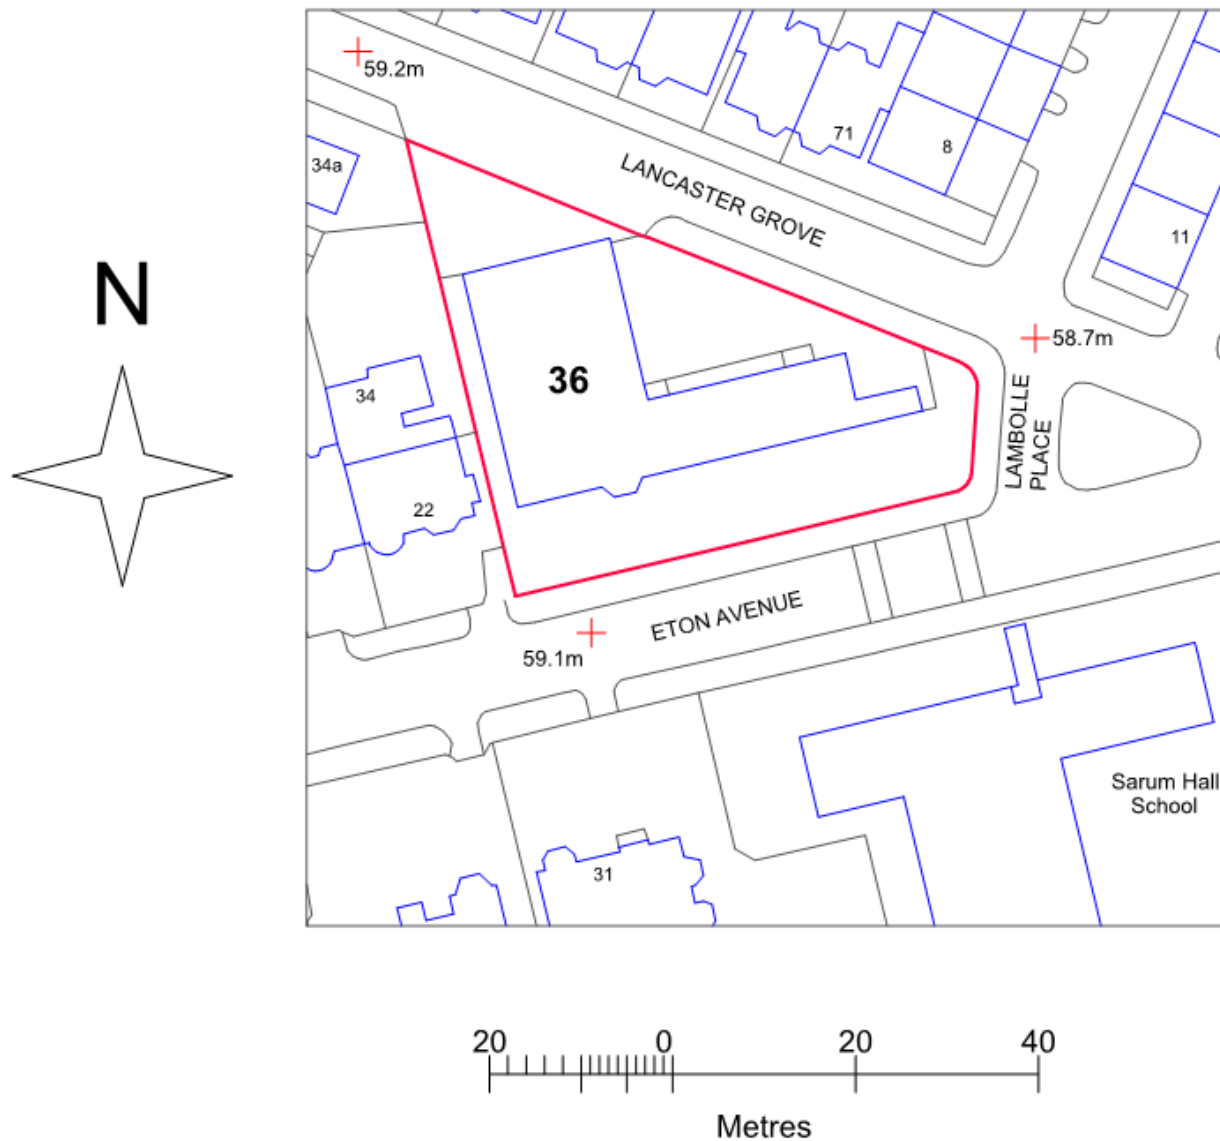 59.2m
34a
71
8
LANCASTER GROVE
11
N
58.7m
36
34
LAMBOLLE
PLACE
22
ETON AVENUE
59.1m
Sarum Hall
School
31
20 0 20 40
Metres